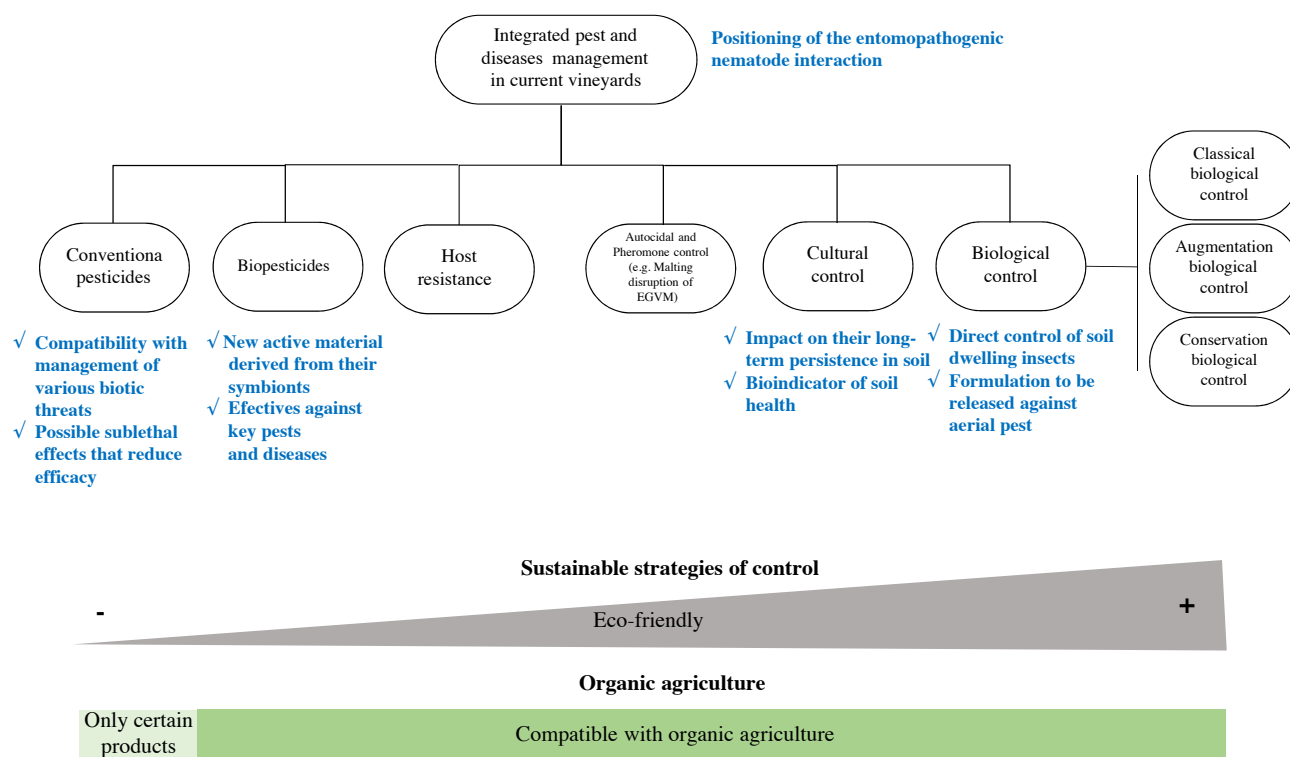 Integrated pest and
diseases management
in current vineyards
Positioning of the entomopathogenic
nematode interaction
Conventiona
pesticides
Biopesticides
Host
resistance
Autocidal and
Pheromone control
(e.g. Malting
disruption of
EGVM)
Cultural
control
Biological
control
Classical
biological
control
Augmentation
biological
control
Conservation
biological
control
√ Compatibility with
management of
various biotic
threats
√ Possible sublethal
effects that reduce
efficacy
√ New active material
derived from their
symbionts
√ Efectives against
key pests
and diseases
√ Impact on their long-
term persistence in soil
√ Bioindicator of soil
health
√ Direct control of soil
dwelling insects
√ Formulation to be
released against
aerial pest
Sustainable strategies of control
-
Eco-friendly
+
Organic agriculture
Only certain
products
Compatible with organic agriculture